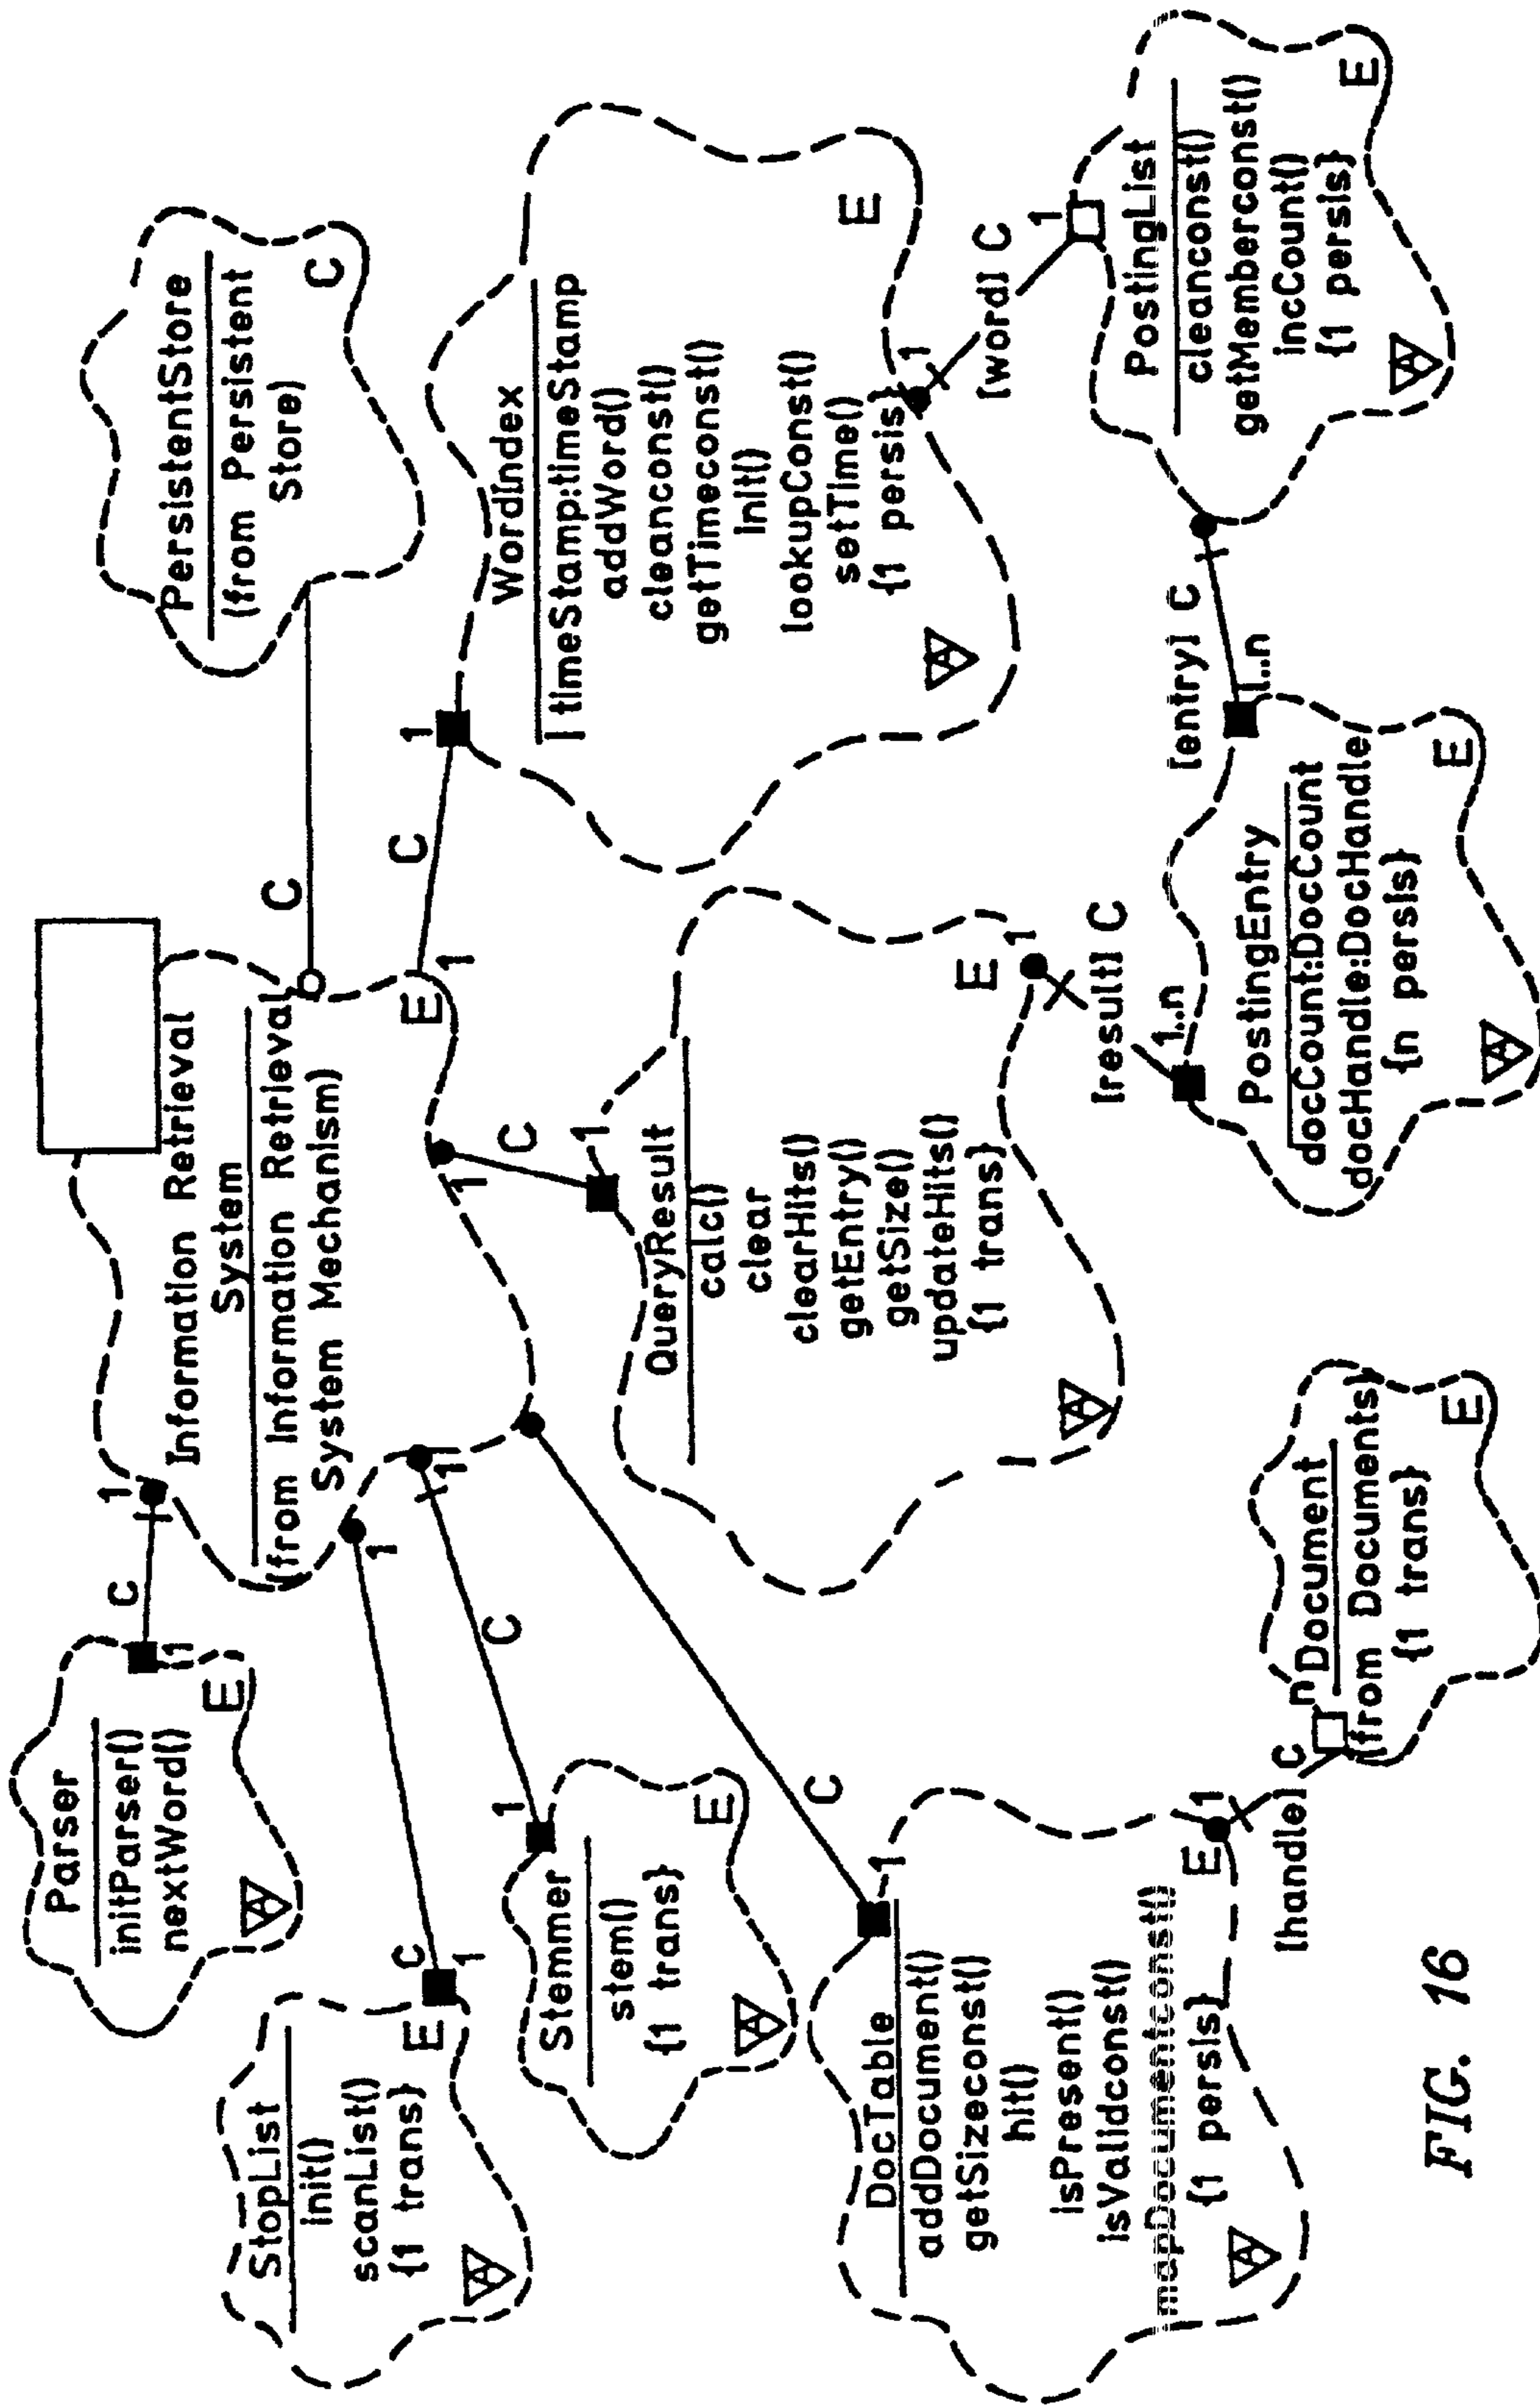 Parser
initParser()
nextWord()
A
E
1
C
1
Information Retrieval
System
(from Information Retrieval
System Mechanism)
E
1
C
PersistentStore
(from Persistent
Store)
C
StopList
init()
scanList()
{1 trans}
A
E
C
1
1
Stemmer
stem()
{1 trans}
A
E
1
C
1
C
1
C
1
C
1
WordIndex
timeStamp:timeStamp
addWord()
cleanconst()
getTimeconst()
init()
lookupConst()
setTime()
{1 persis}
A
E
1
[word] C
1
QueryResult
calc()
clear
clearHits()
getEntry()
getSize()
updateHits()
{1 trans}
A
E
1
[result] C
1..n
DocTable
addDocument()
getSizeconst()
hit()
isPresent()
isValidconst()
mapDocumentconst()
{1 persis}
A
E
1
[handle] C
n
Document
(from Documents)
{1 trans}
E
PostingEntry
docCount:DocCount
docHandle:DocHandle
{n persis}
A
E
1..n
[entry] C
PostingList
cleanconst()
getMemberconst()
incCount()
{1 persis}
A
E
FIG. 16